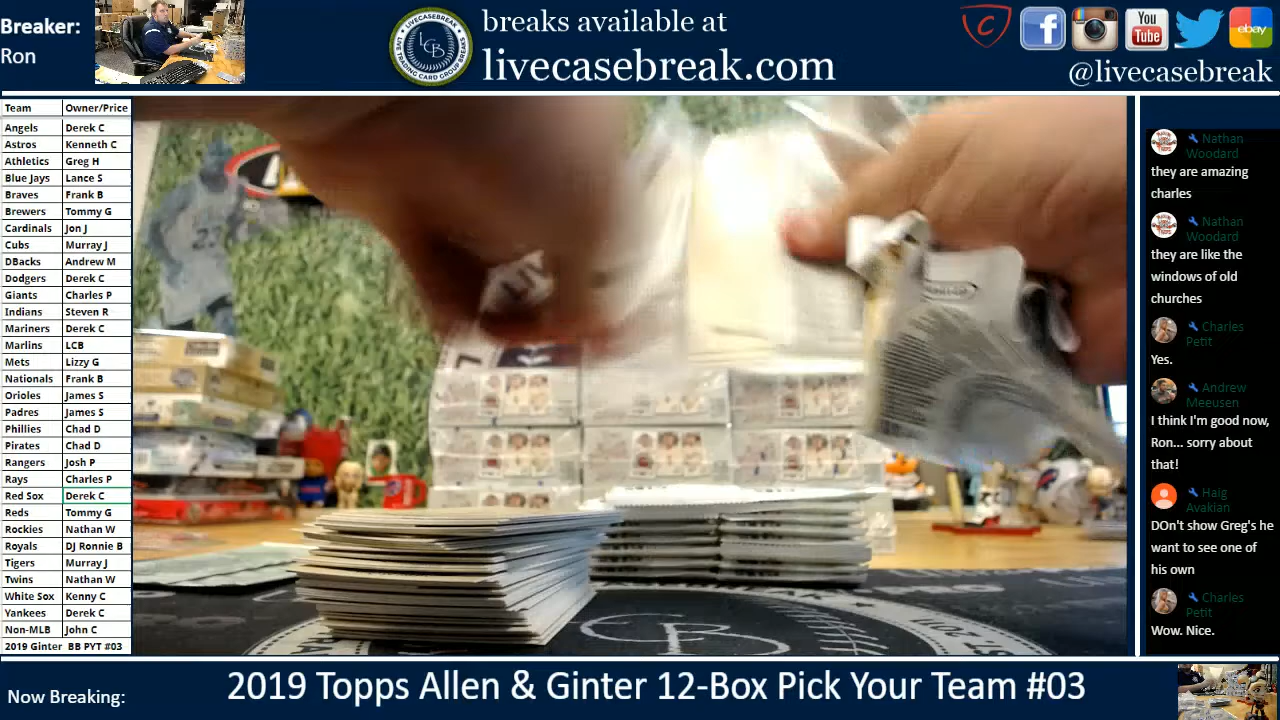 Breaker:
Ron
LCB
breaks available at
livecasebreak.com
You
Tube
ebay
@livecasebreak
Team Owner/Price
Angels Derek C
Astros Kenneth C
Athletics Greg H
Blue Jays Lance S
Braves Frank B
Brewers Tommy G
Cardinals Jon J
Cubs Murray J
DBacks Andrew M
Dodgers Derek C
Giants Charles P
Indians Steven R
Mariners Derek C
Marlins LCB
Mets Lizzy G
Nationals Frank B
Orioles James S
Padres James S
Phillies Chad D
Pirates Chad D
Rangers Josh P
Rays Charles P
Red Sox Derek C
Reds Tommy G
Rockies Nathan W
Royals DJ Ronnie B
Tigers Murray J
Twins Nathan W
White Sox Kenny C
Yankees Derek C
Non-MLB John C
2019 Ginter BB PYT #03
Nathan
Woodard
they are amazing
charles
Nathan
Woodard
they are like the
windows of old
churches
Charles
Petit
Yes.
Andrew
Meeusen
I think I'm good now,
Ron... sorry about
that!
Haig
Avakian
DOn't show Greg's he
want to see one of
his own
Charles
Petit
Wow. Nice.
Now Breaking:
2019 Topps Allen & Ginter 12-Box Pick Your Team #03